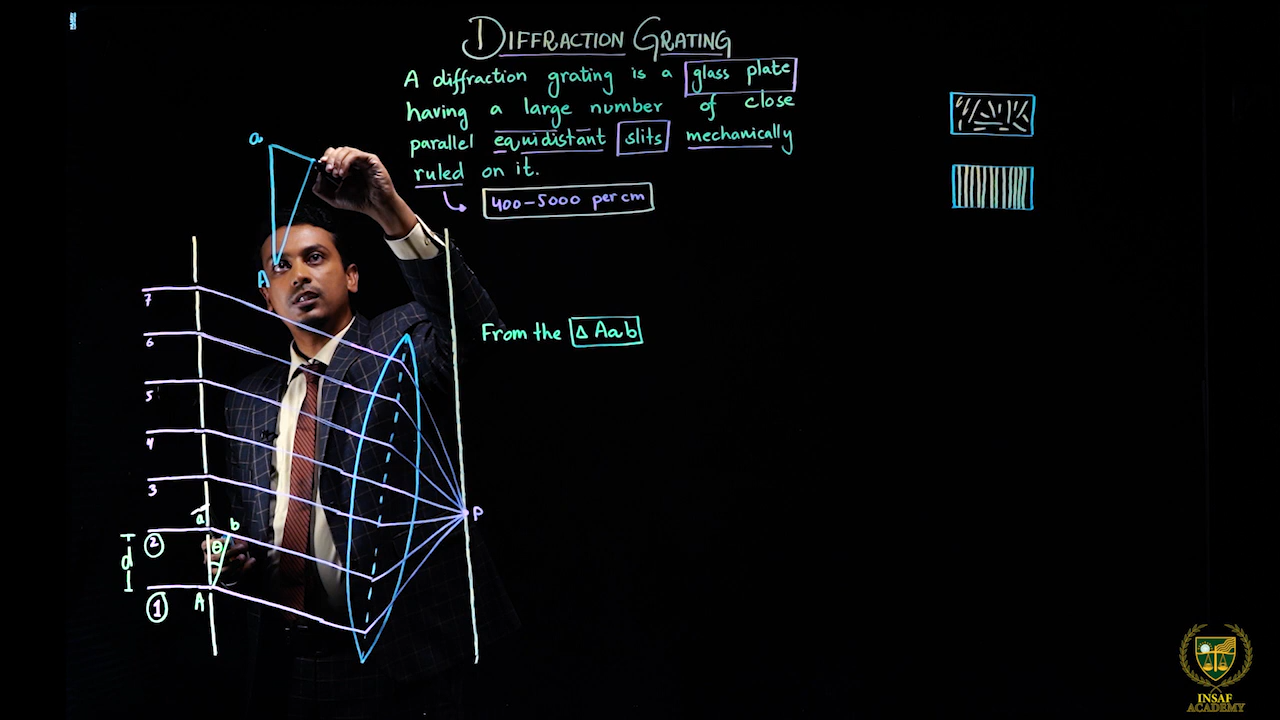 DIFFRACTION GRATING
A diffraction grating is a glass plate
having a large number of close
parallel equidistant slits mechanically
ruled on it.
400-5000 per cm
a
A
From the Δ Aab
7
6
5
4
3
a b
2 θ
d
1 A
P
INSAF
ACADEMY